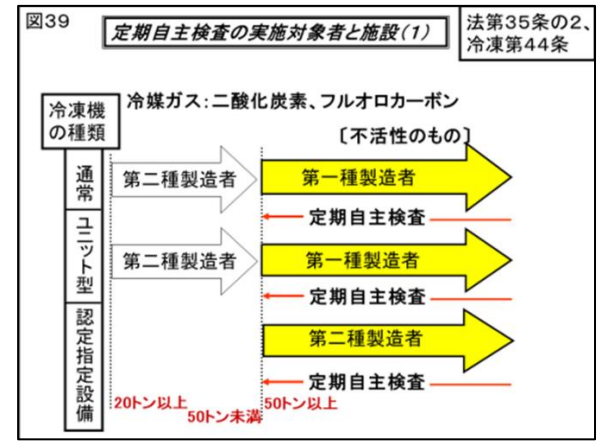 図39
定期自主検査の実施対象者と施設(1)
法第35条の2、
冷凍第44条
冷凍機
の種類
冷媒ガス:二酸化炭素、フルオロカーボン
〔不活性のもの〕
通常
第二種製造者
第一種製造者
定期自主検査
ユニット型
第二種製造者
第一種製造者
定期自主検査
認定指定設備
第二種製造者
定期自主検査
20トン以上
50トン未満
50トン以上